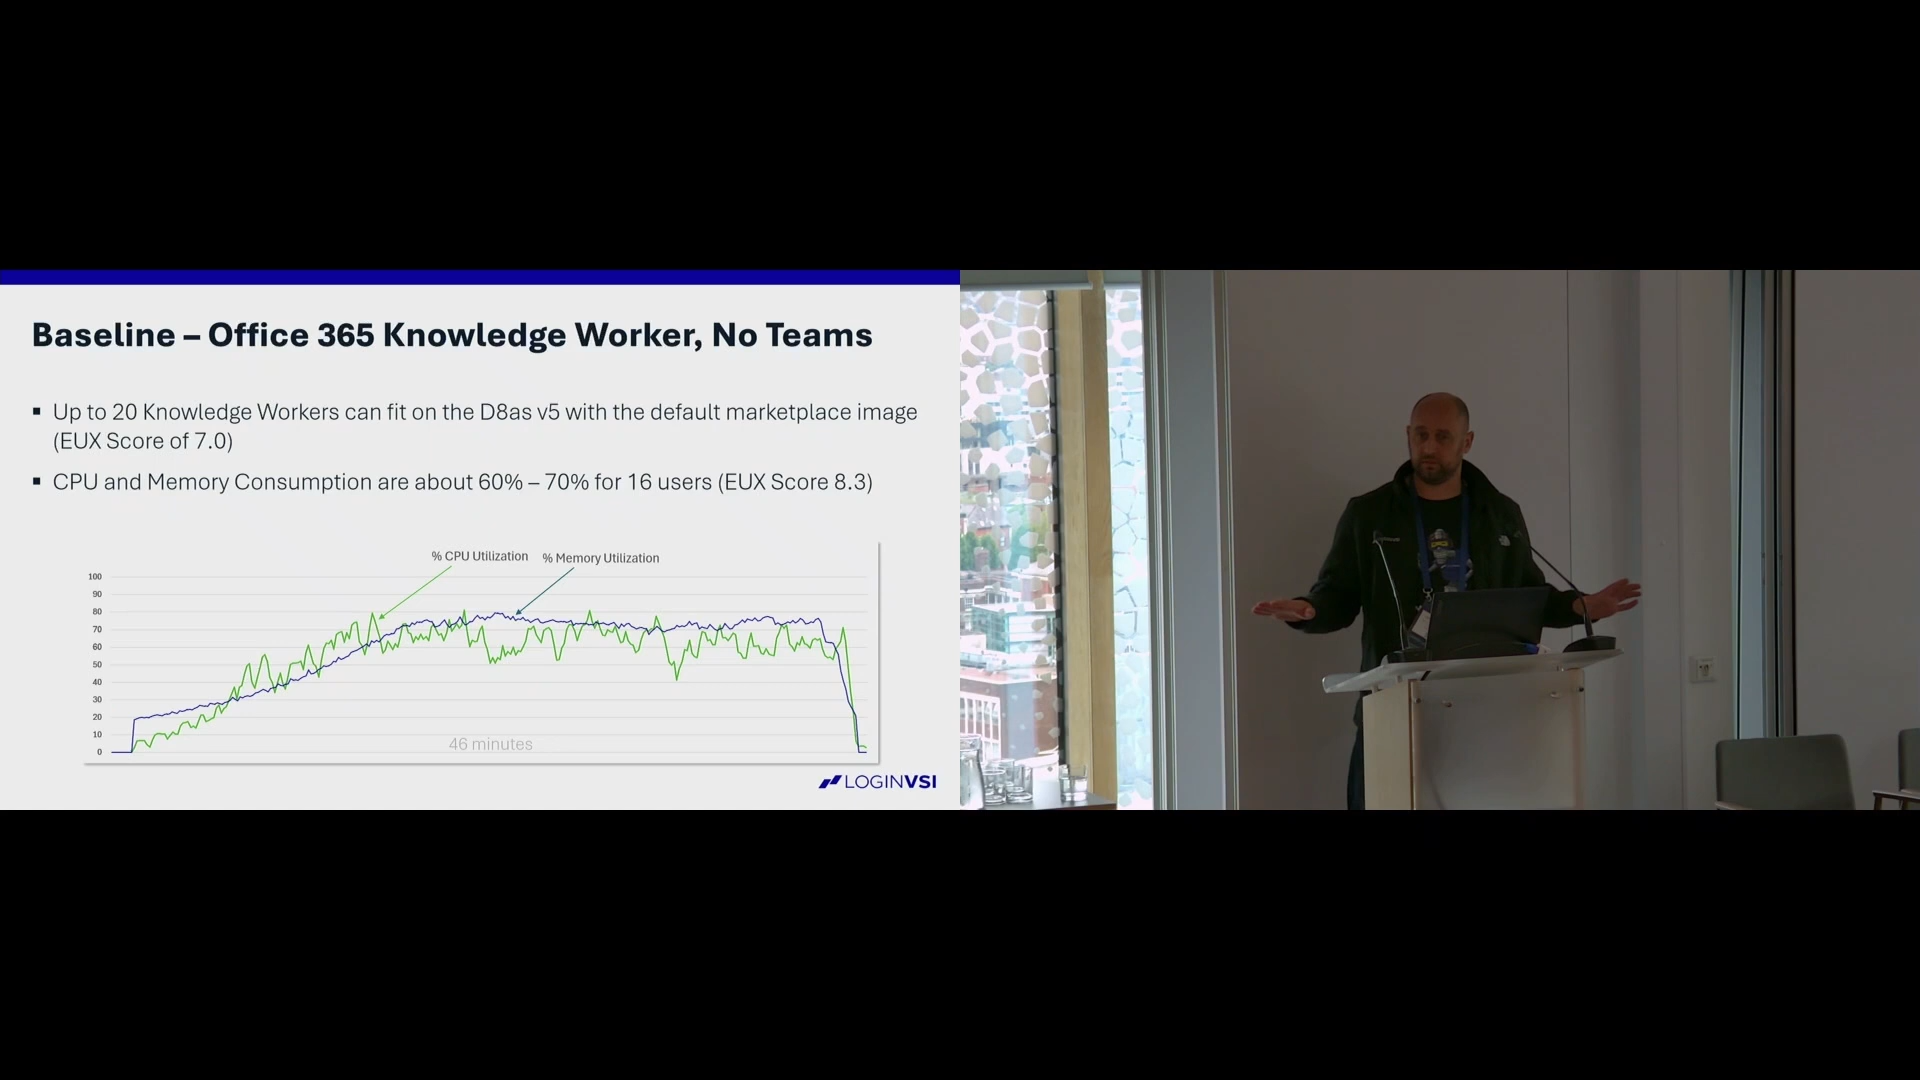 Baseline – Office 365 Knowledge Worker, No Teams
▪ Up to 20 Knowledge Workers can fit on the D8as v5 with the default marketplace image
(EUX Score of 7.0)
▪ CPU and Memory Consumption are about 60% – 70% for 16 users (EUX Score 8.3)
% CPU Utilization % Memory Utilization
100
90
80
70
60
50
40
30
20
10
0
46 minutes
LOGINVSI